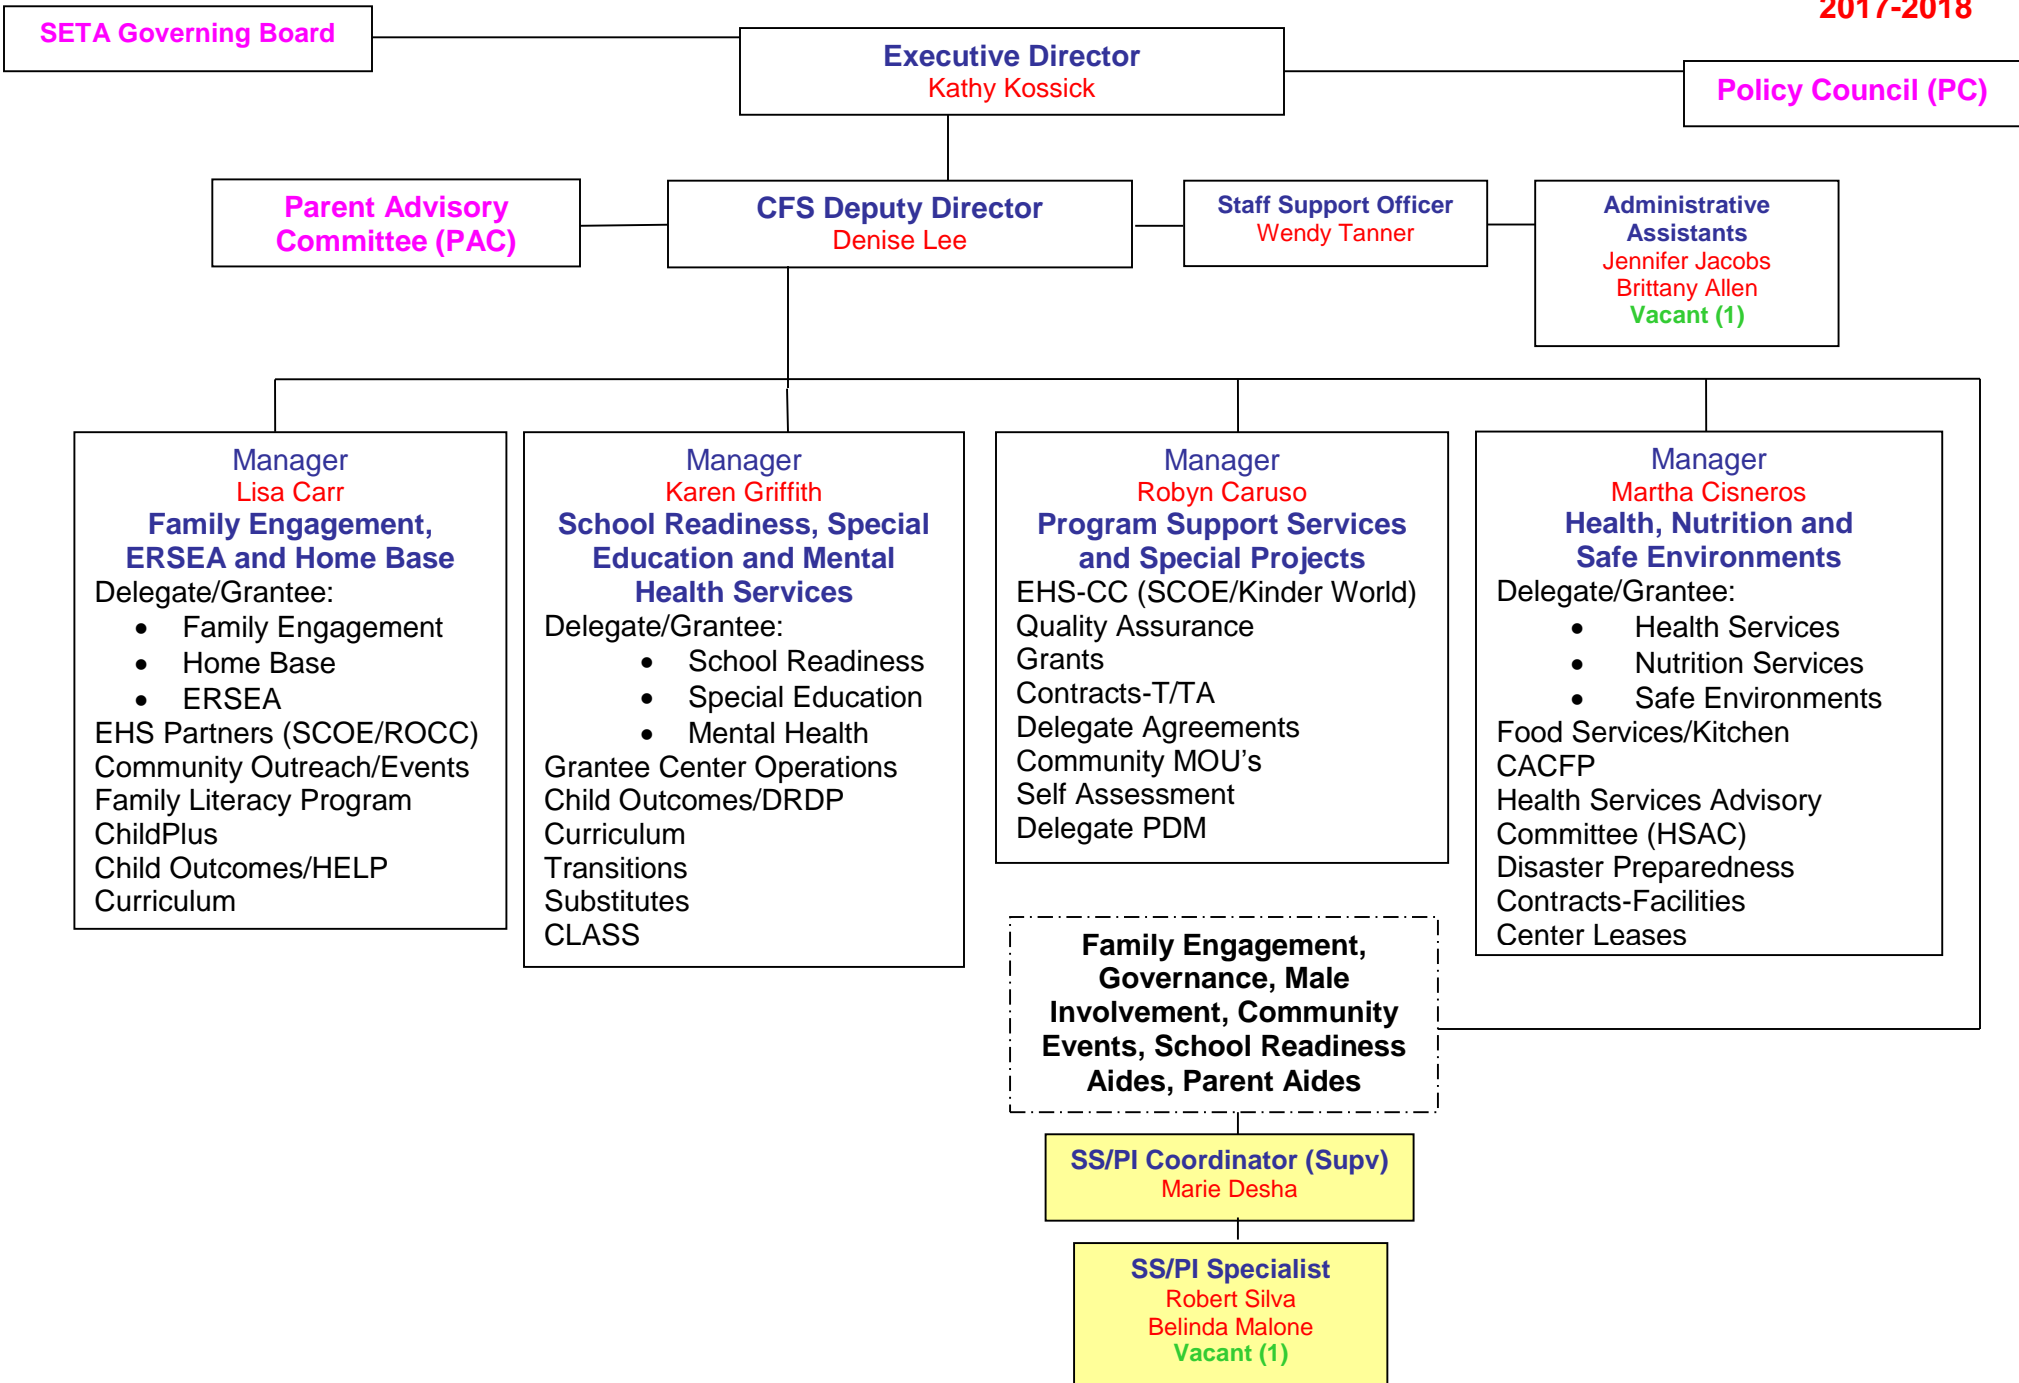 2017-2018
SETA Governing Board
Executive Director
Kathy Kossick
Policy Council (PC)
Parent Advisory
Committee (PAC)
CFS Deputy Director
Denise Lee
Staff Support Officer
Wendy Tanner
Administrative
Assistants
Jennifer Jacobs
Brittany Allen
Vacant (1)
Manager
Lisa Carr
Family Engagement,
ERSEA and Home Base
Delegate/Grantee:
• Family Engagement
• Home Base
• ERSEA
EHS Partners (SCOE/ROCC)
Community Outreach/Events
Family Literacy Program
ChildPlus
Child Outcomes/HELP
Curriculum
Manager
Karen Griffith
School Readiness, Special
Education and Mental
Health Services
Delegate/Grantee:
• School Readiness
• Special Education
• Mental Health
Grantee Center Operations
Child Outcomes/DRDP
Curriculum
Transitions
Substitutes
CLASS
Manager
Robyn Caruso
Program Support Services
and Special Projects
EHS-CC (SCOE/Kinder World)
Quality Assurance
Grants
Contracts-T/TA
Delegate Agreements
Community MOU's
Self Assessment
Delegate PDM
Manager
Martha Cisneros
Health, Nutrition and
Safe Environments
Delegate/Grantee:
• Health Services
• Nutrition Services
• Safe Environments
Food Services/Kitchen
CACFP
Health Services Advisory
Committee (HSAC)
Disaster Preparedness
Contracts-Facilities
Center Leases
Family Engagement,
Governance, Male
Involvement, Community
Events, School Readiness
Aides, Parent Aides
SS/PI Coordinator (Supv)
Marie Desha
SS/PI Specialist
Robert Silva
Belinda Malone
Vacant (1)